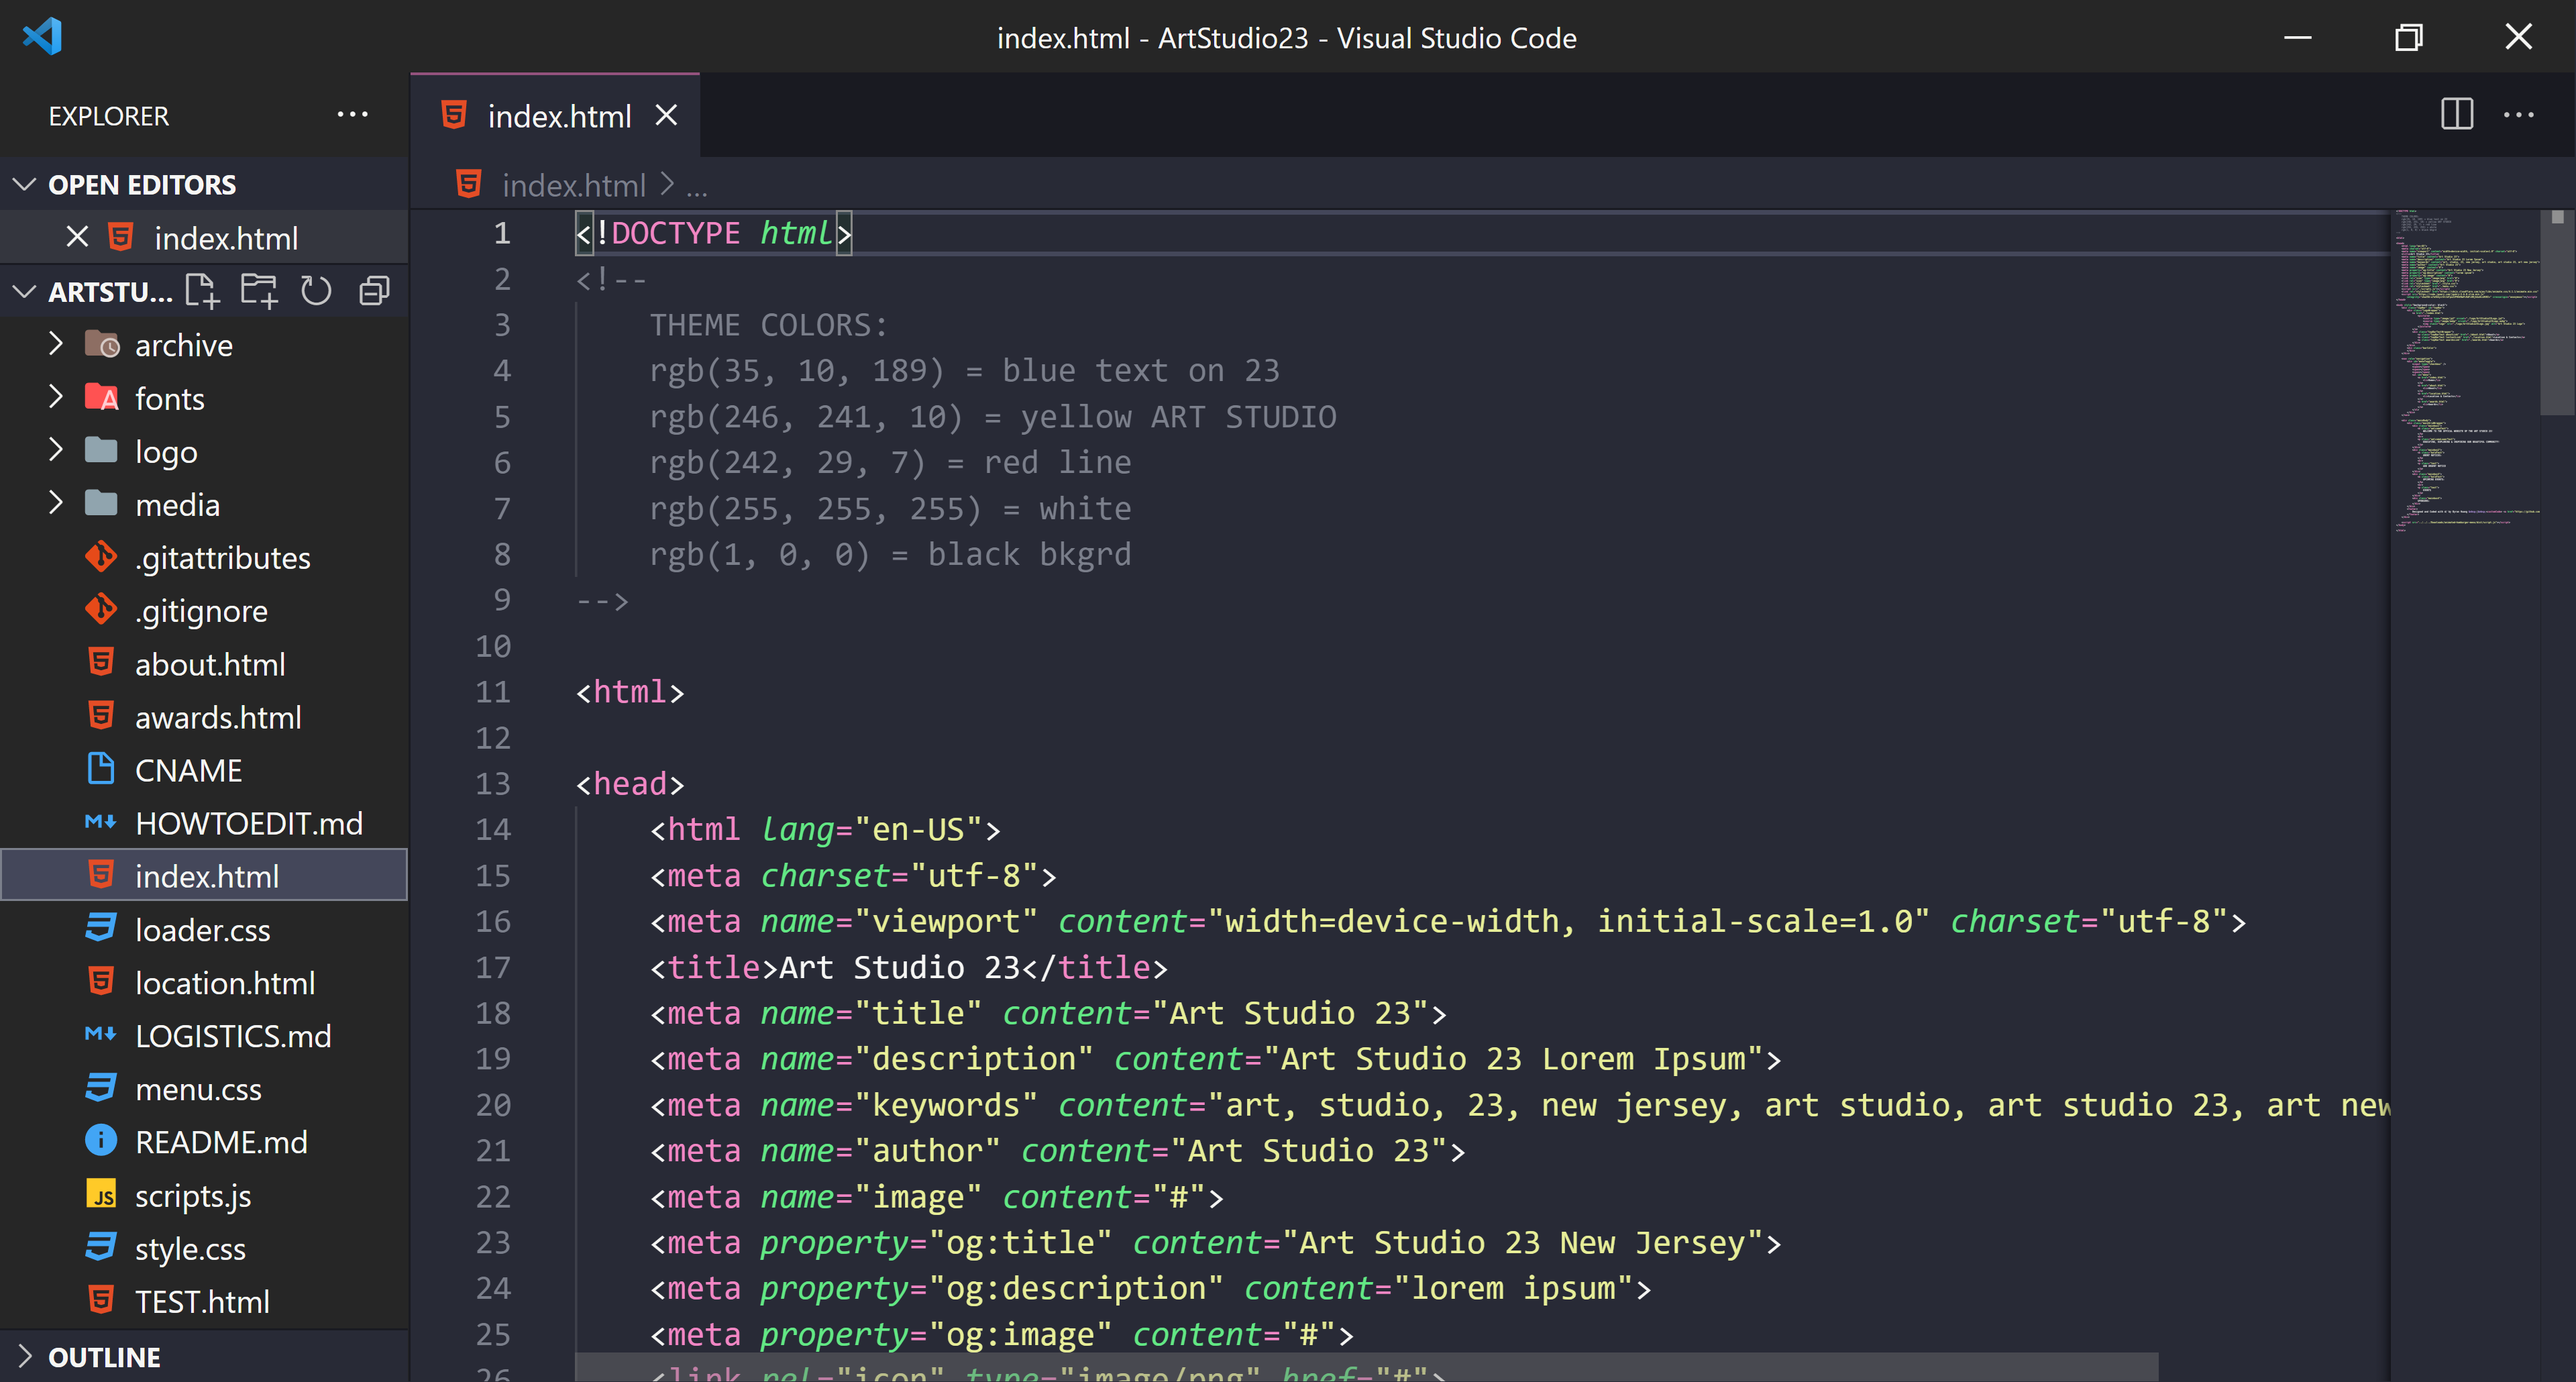 index.html - ArtStudio23 - Visual Studio Code
EXPLORER
OPEN EDITORS
index.html
ARTSTU...
archive
fonts
logo
media
.gitattributes
.gitignore
about.html
awards.html
CNAME
HOWTOEDIT.md
index.html
loader.css
location.html
LOGISTICS.md
menu.css
README.md
JS scripts.js
style.css
TEST.html
OUTLINE
index.html
index.html > ...
1 <!DOCTYPE html>
2 <!--
3     THEME COLORS:
4     rgb(35, 10, 189) = blue text on 23
5     rgb(246, 241, 10) = yellow ART STUDIO
6     rgb(242, 29, 7) = red line
7     rgb(255, 255, 255) = white
8     rgb(1, 0, 0) = black bkgrd
9 -->
10
11 <html>
12
13 <head>
14     <html lang="en-US">
15     <meta charset="utf-8">
16     <meta name="viewport" content="width=device-width, initial-scale=1.0" charset="utf-8">
17     <title>Art Studio 23</title>
18     <meta name="title" content="Art Studio 23">
19     <meta name="description" content="Art Studio 23 Lorem Ipsum">
20     <meta name="keywords" content="art, studio, 23, new jersey, art studio, art studio 23, art new
21     <meta name="author" content="Art Studio 23">
22     <meta name="image" content="#">
23     <meta property="og:title" content="Art Studio 23 New Jersey">
24     <meta property="og:description" content="lorem ipsum">
25     <meta property="og:image" content="#">
26     <link rel="icon" type="image/png" href="#">